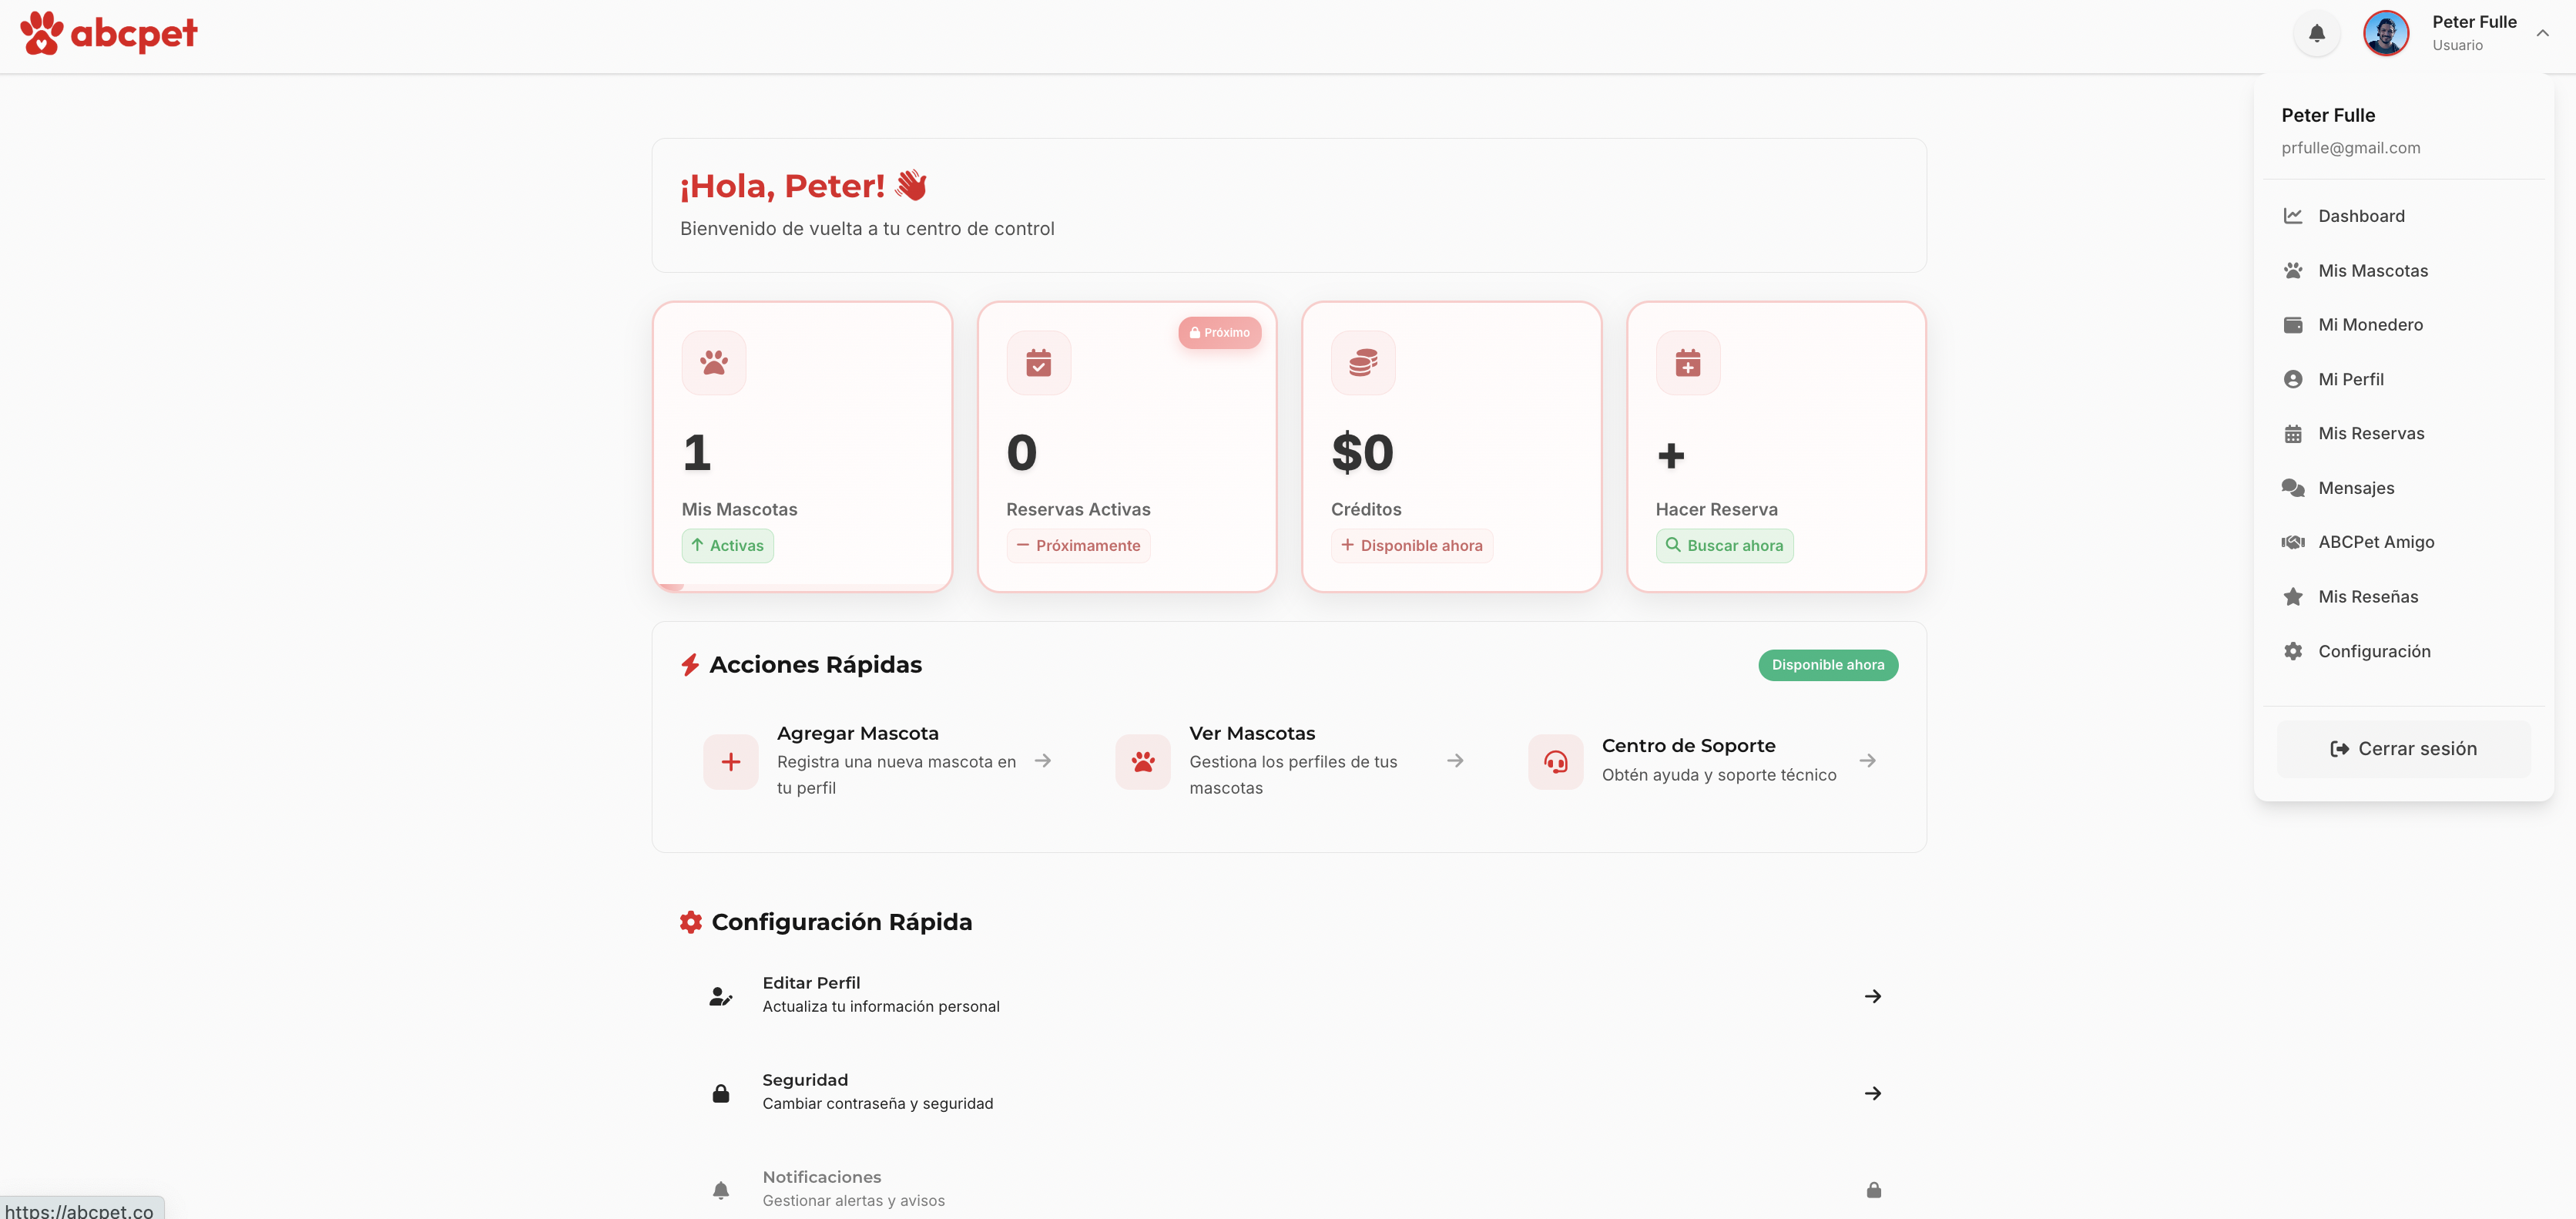 abcpet
Peter Fulle
Usuario
Peter Fulle
prfulle@gmail.com
Dashboard
Mis Mascotas
Mi Monedero
Mi Perfil
Mis Reservas
Mensajes
ABCPet Amigo
Mis Reseñas
Configuración
Cerrar sesión
¡Hola, Peter! 👋
Bienvenido de vuelta a tu centro de control
1
Mis Mascotas
Activas
Próximo
0
Reservas Activas
Próximamente
$0
Créditos
Disponible ahora
+
Hacer Reserva
Buscar ahora
Acciones Rápidas
Disponible ahora
Agregar Mascota
Registra una nueva mascota en
tu perfil
Ver Mascotas
Gestiona los perfiles de tus
mascotas
Centro de Soporte
Obtén ayuda y soporte técnico
Configuración Rápida
Editar Perfil
Actualiza tu información personal
Seguridad
Cambiar contraseña y seguridad
Notificaciones
Gestionar alertas y avisos
https://abcpet.co